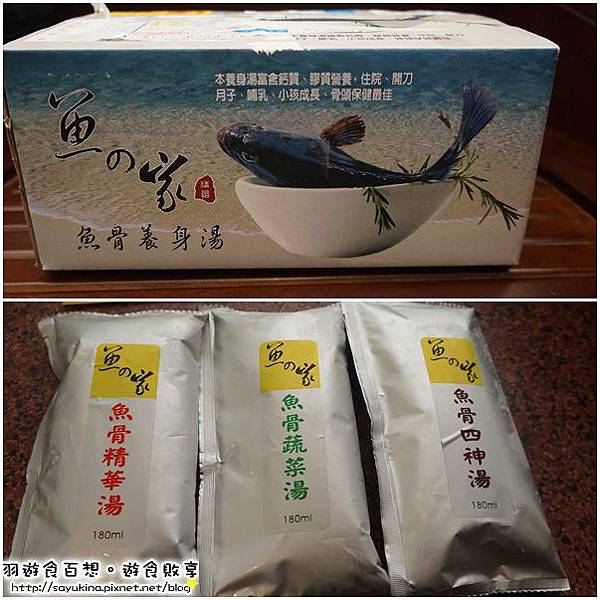 本養身湯富含鈣質、膠質營養，住院、開刀
月子、哺乳、小孩成長、骨頭保健最佳
魚の家
魚骨養身湯
魚の家
魚骨精華湯
180ml
魚の家
魚骨蔬菜湯
180ml
魚の家
魚骨四神湯
180ml
羽遊食百想。遊食敗享
http://sayukina.pixnet.net/blog